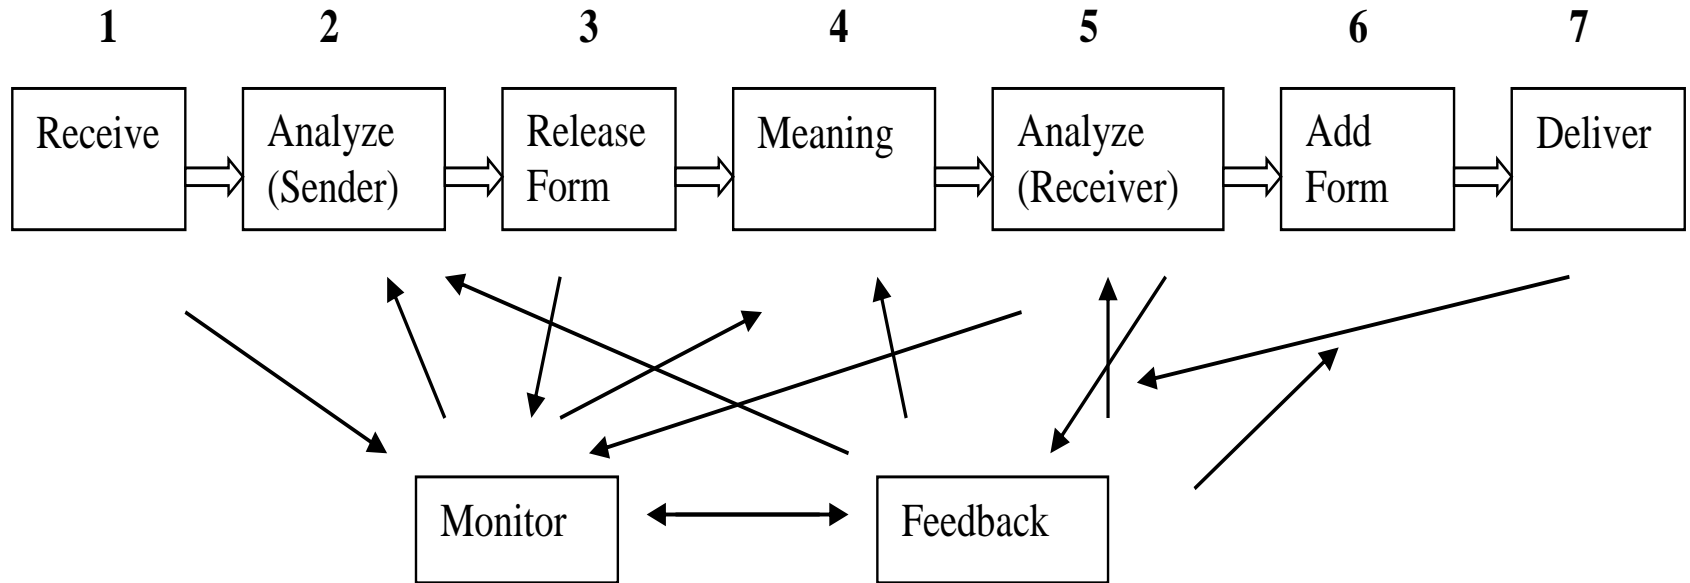 1 2 3 4 5 6 7
Receive
Analyze
(Sender)
Release
Form
Meaning
Analyze
(Receiver)
Add
Form
Deliver
Monitor
Feedback